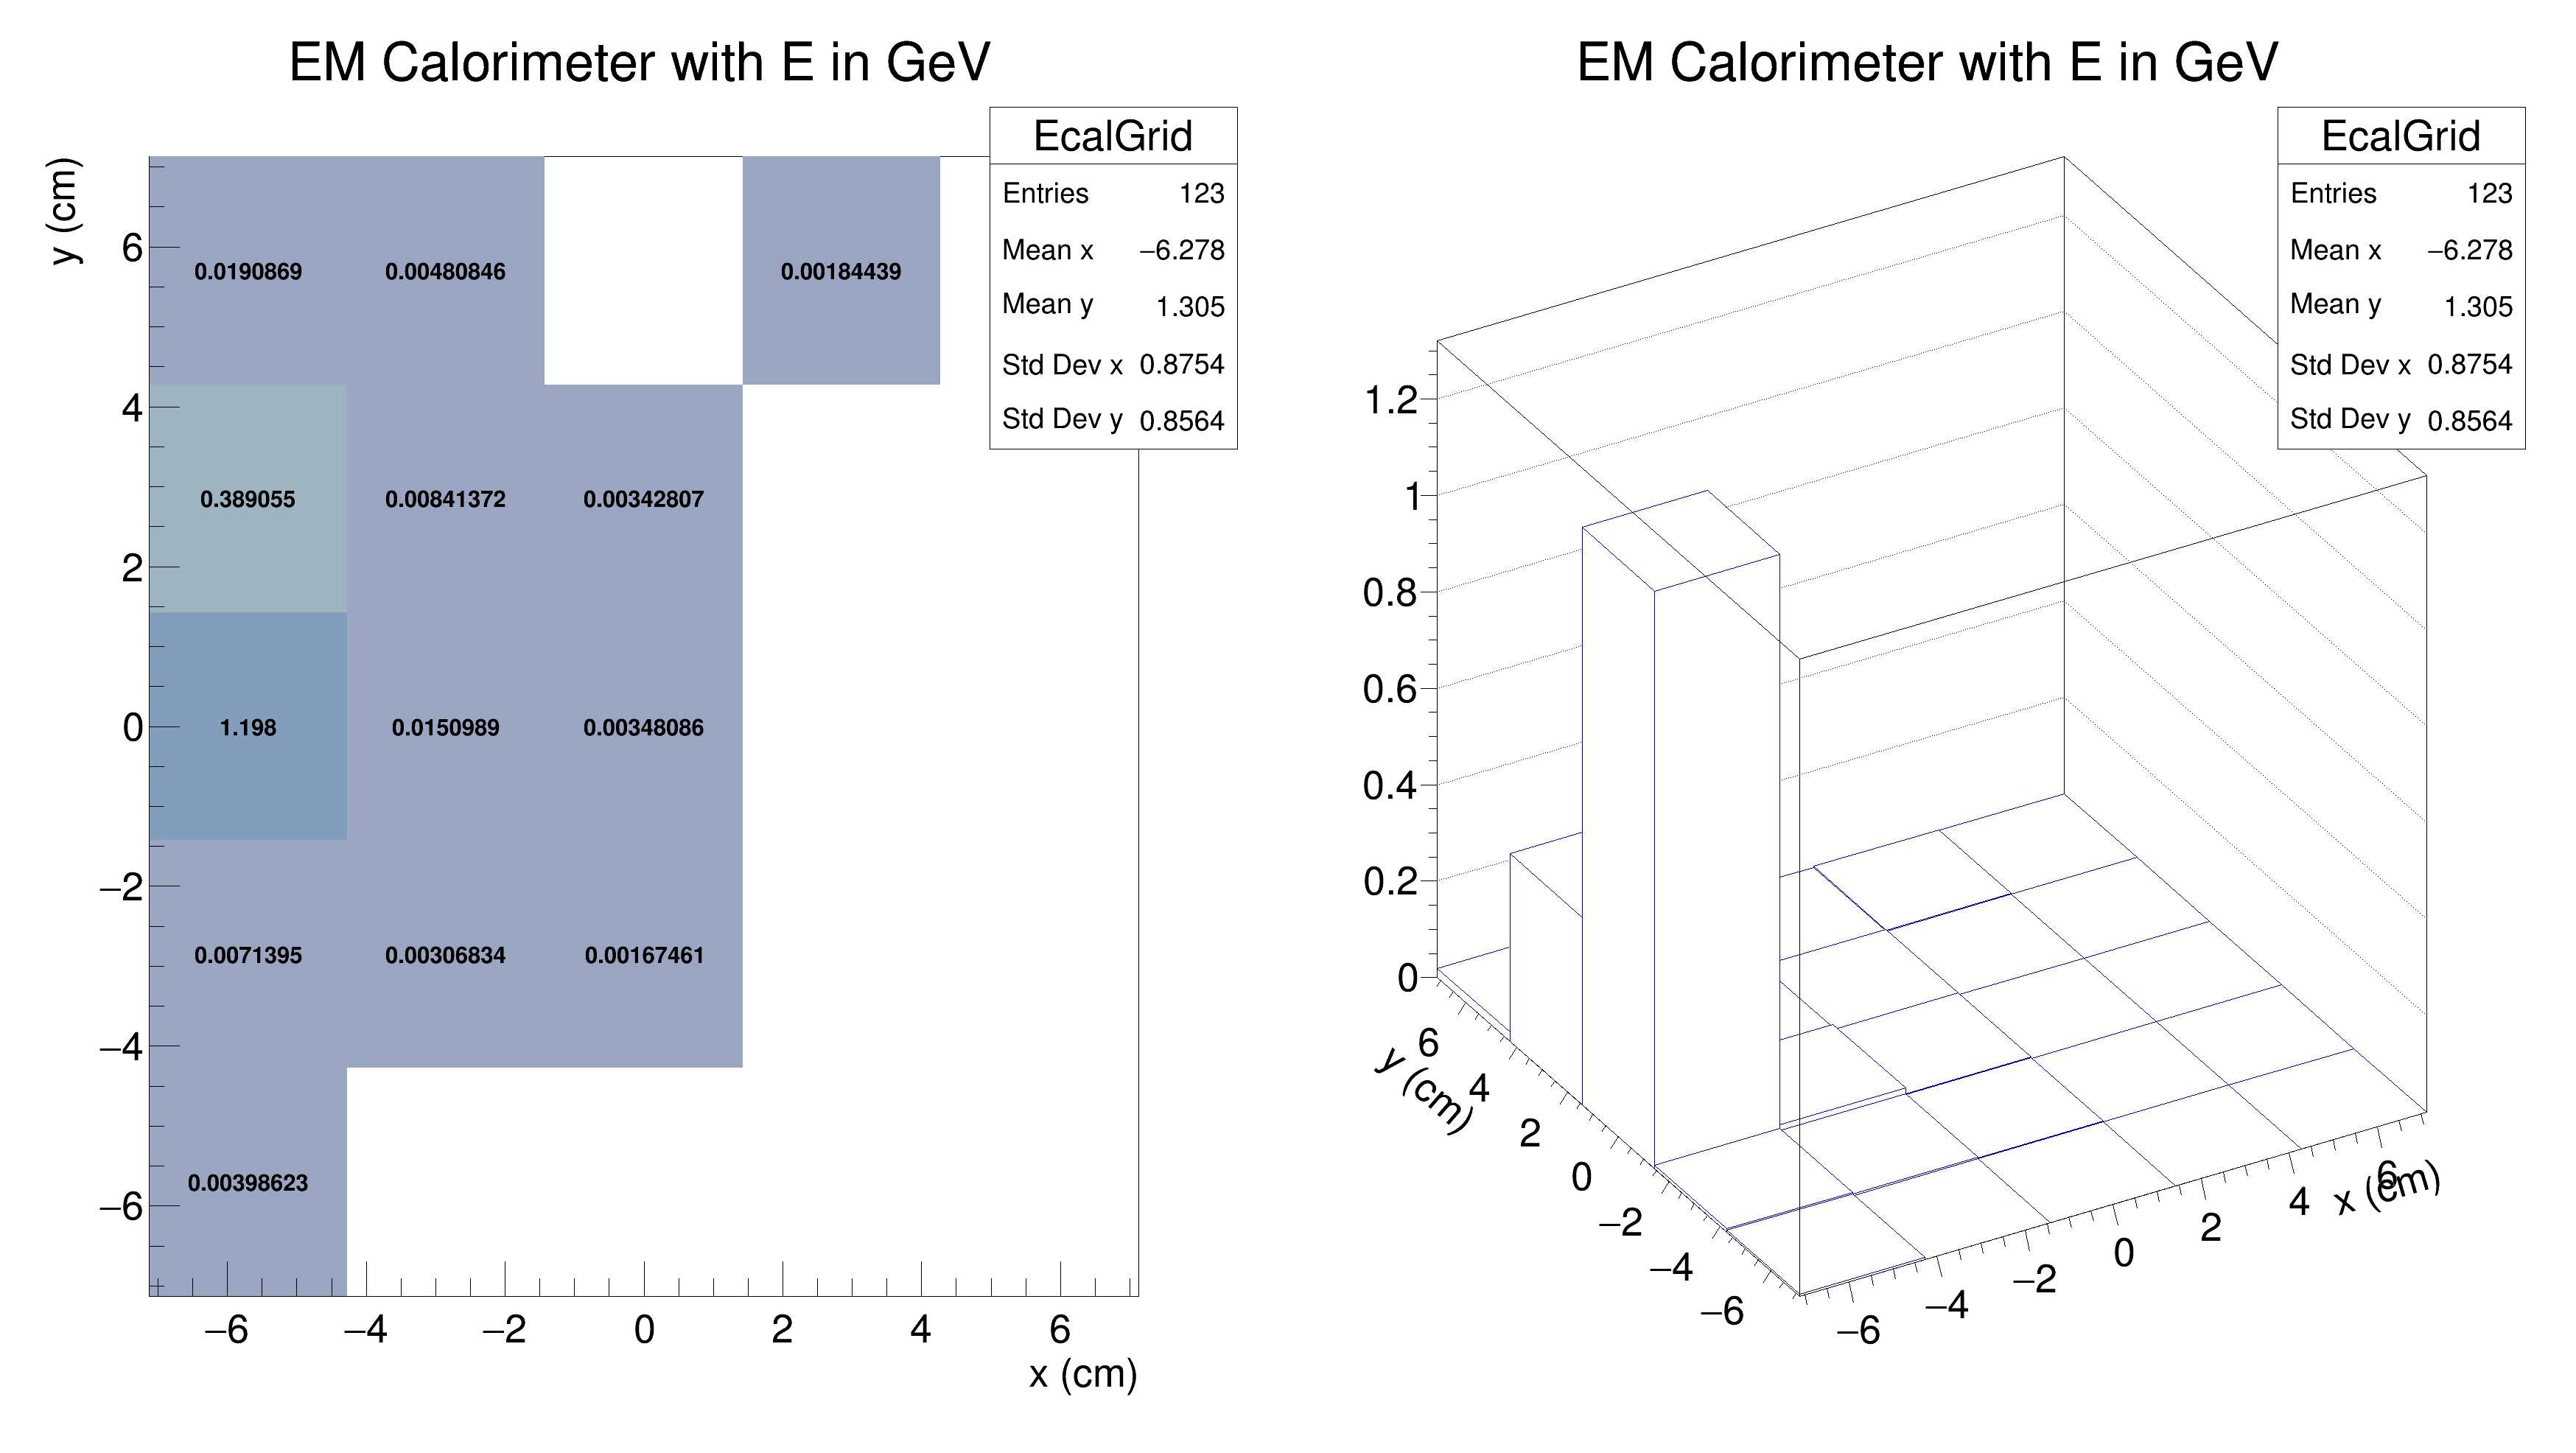 EM Calorimeter with E in GeV
EcalGrid
Entries 123
Mean x −6.278
Mean y 1.305
Std Dev x 0.8754
Std Dev y 0.8564
y (cm)
6
4
2
0
−2
−4
−6
0.0190869 0.00480846 0.00184439
0.389055 0.00841372 0.00342807
1.198 0.0150989 0.00348086
0.0071395 0.00306834 0.00167461
0.00398623
−6 −4 −2 0 2 4 6
x (cm)
EM Calorimeter with E in GeV
EcalGrid
Entries 123
Mean x −6.278
Mean y 1.305
Std Dev x 0.8754
Std Dev y 0.8564
1.2
1
0.8
0.6
0.4
0.2
0
y (cm)
6
4
2
0
−2
−4
−6
−6 −4 −2 0 2 4 6
x (cm)